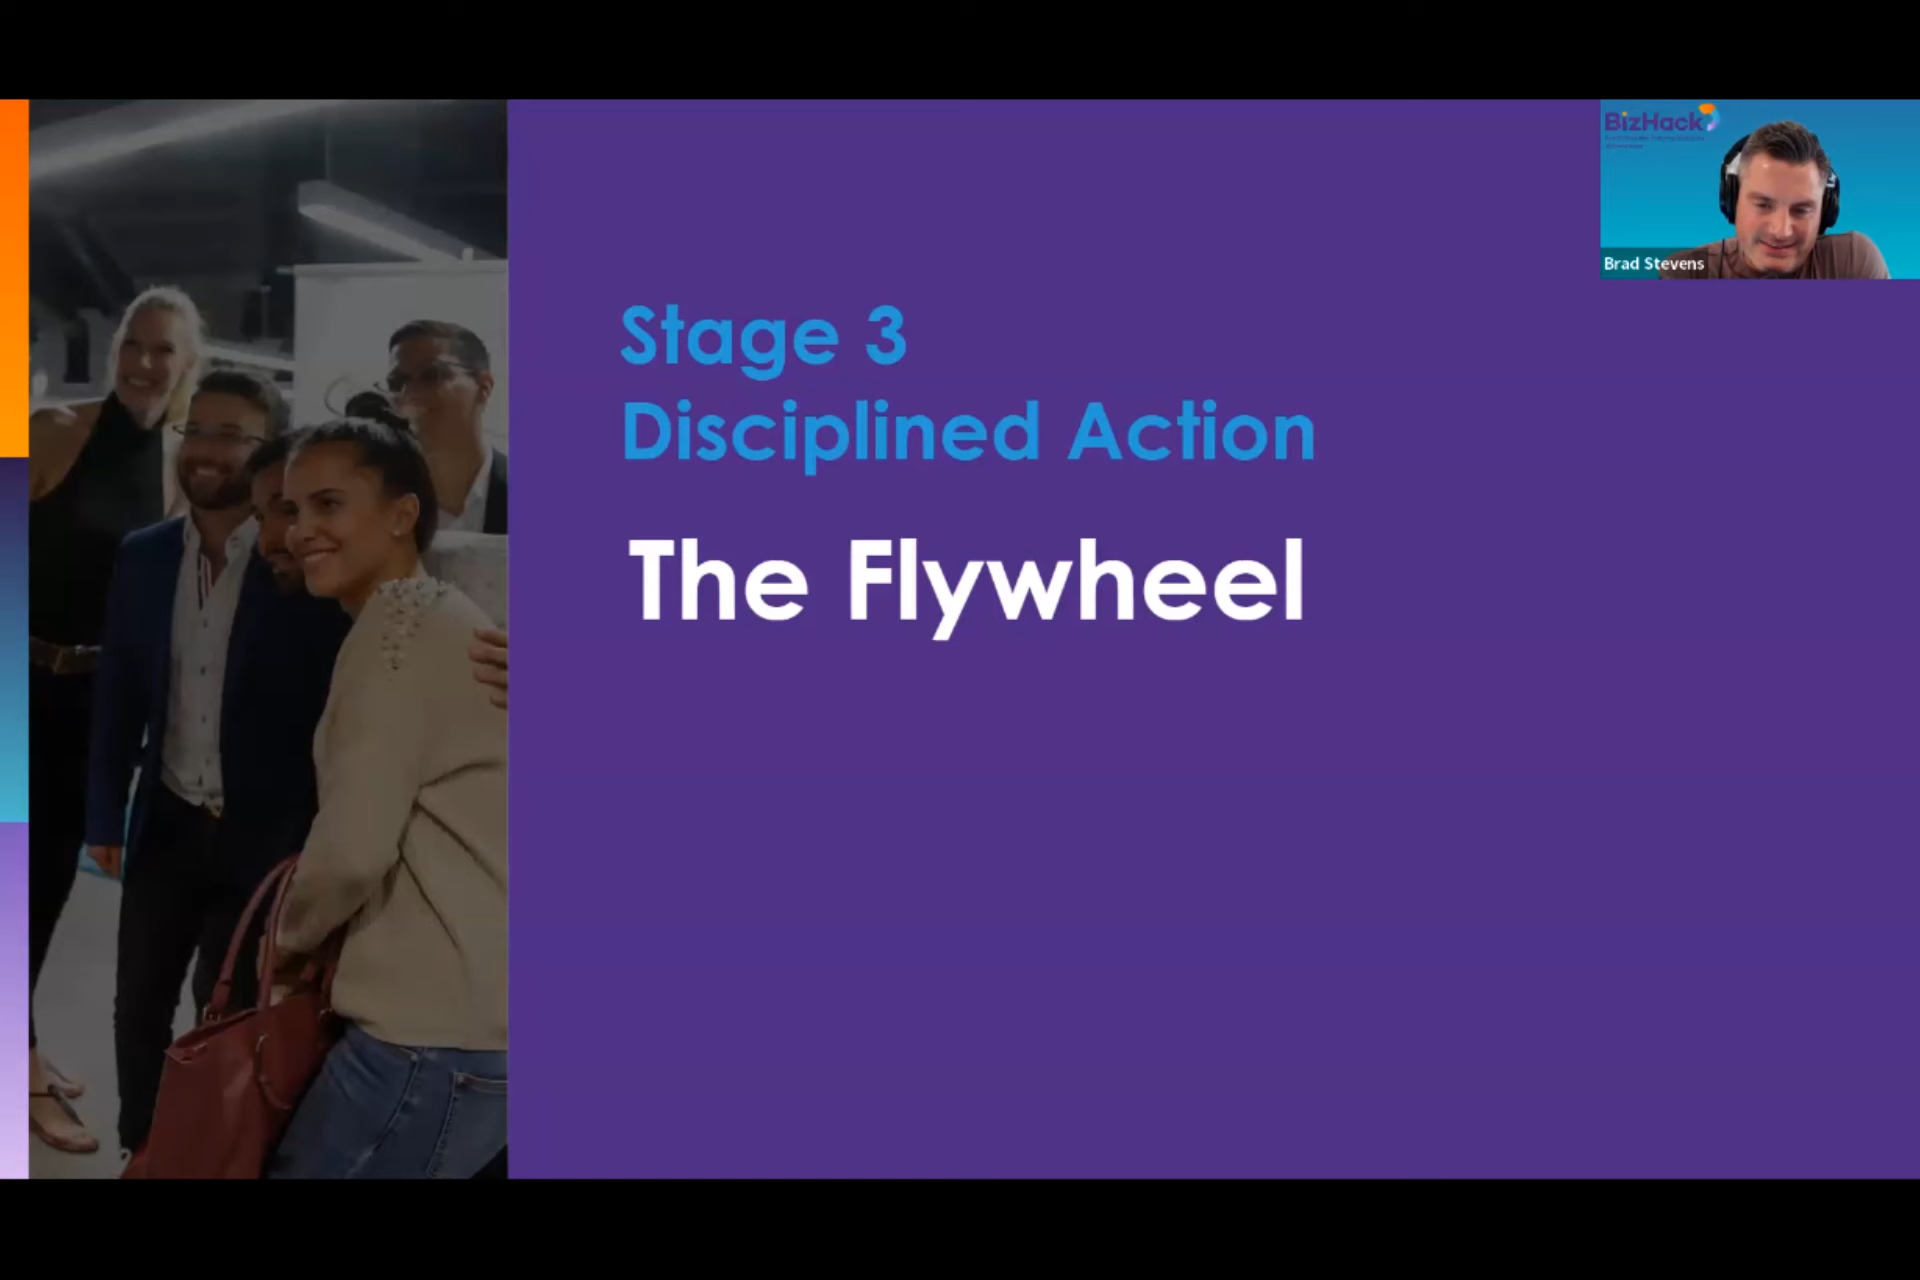 BizHack
Brad Stevens
Stage 3
Disciplined Action
The Flywheel